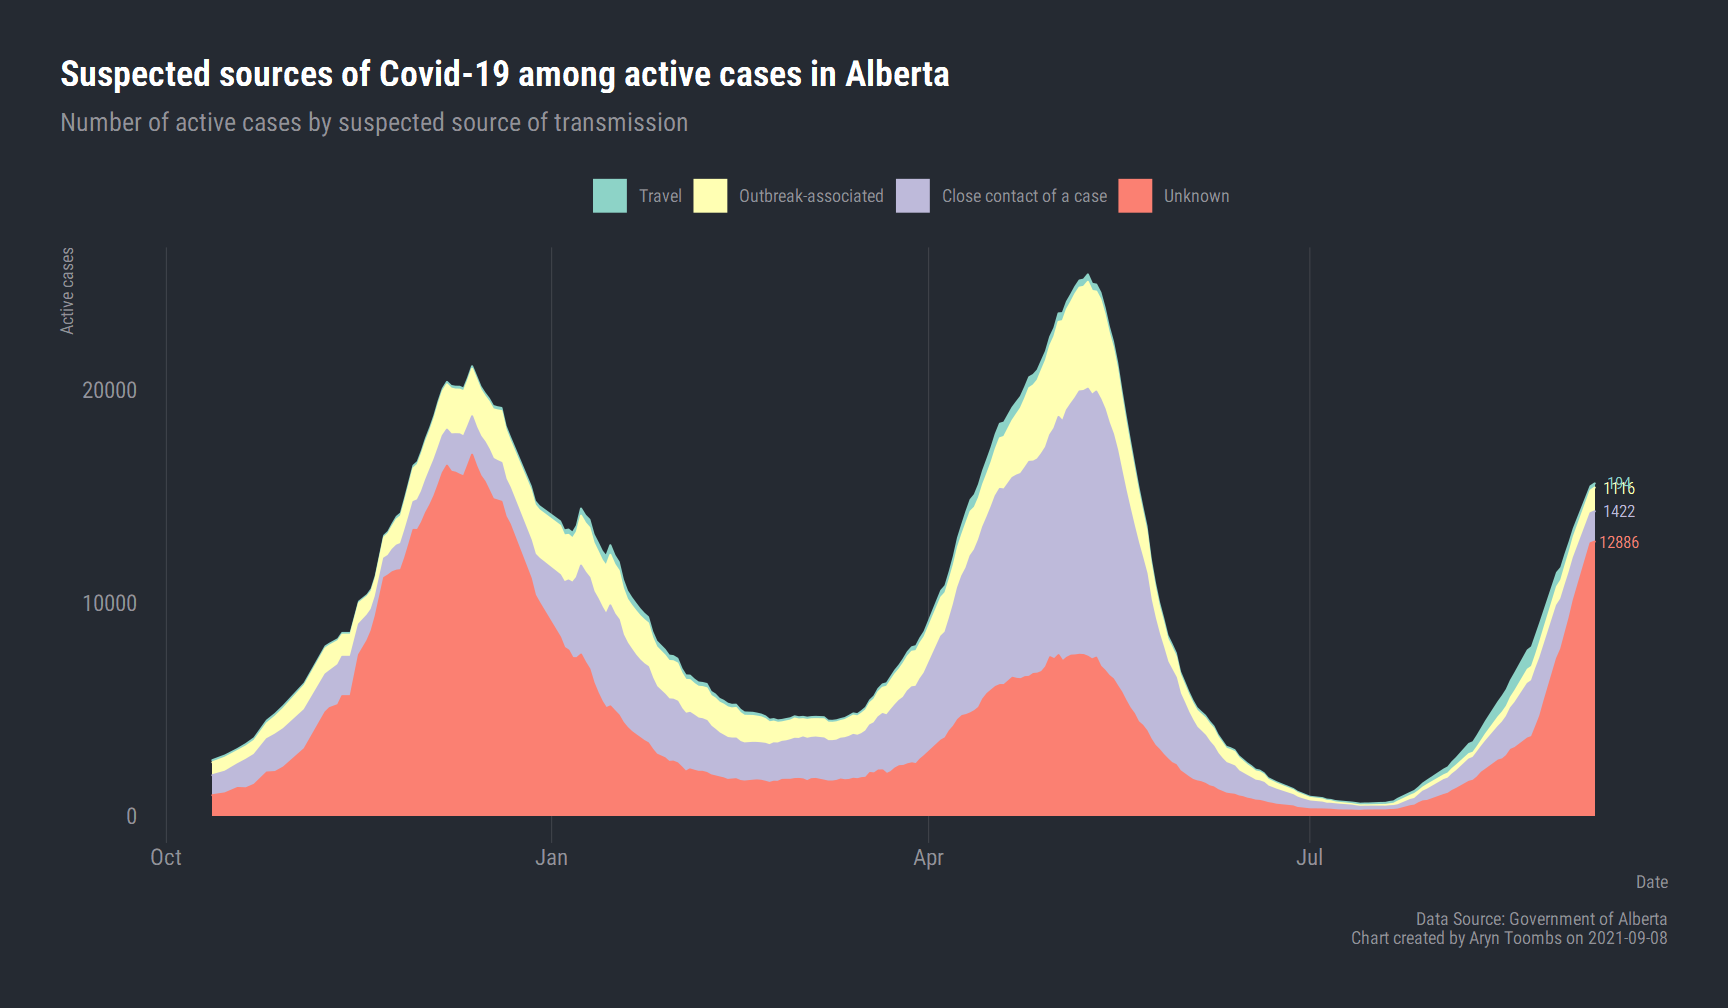 Suspected sources of Covid-19 among active cases in Alberta
Number of active cases by suspected source of transmission
Travel Outbreak-associated Close contact of a case Unknown
Active cases
20000
10000
0
194
1116
1422
12886
Oct Jan Apr Jul
Date
Data Source: Government of Alberta
Chart created by Aryn Toombs on 2021-09-08